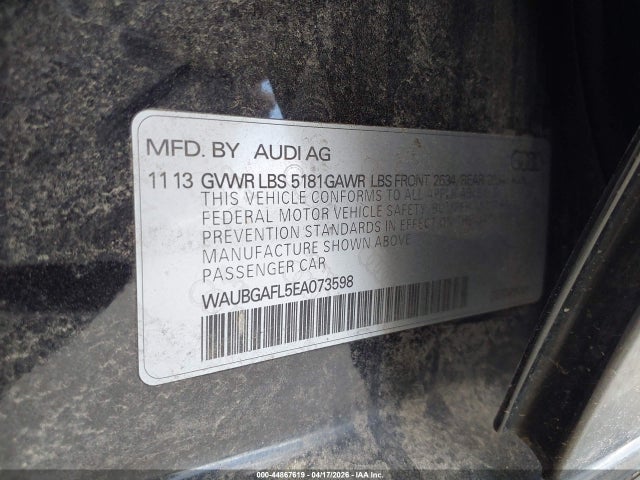 MFD. BY AUDI AG
11 13 GVWR LBS 5181 GAWR LBS FRONT 2634 REAR
THIS VEHICLE CONFORMS TO ALL
FEDERAL MOTOR VEHICLE SAFETY,
PREVENTION STANDARDS IN EFFECT
MANUFACTURE SHOWN ABOVE
PASSENGER CAR
WAUBGAFL5EA073598
000-44867619 - 04/17/2026 - IAA Inc.